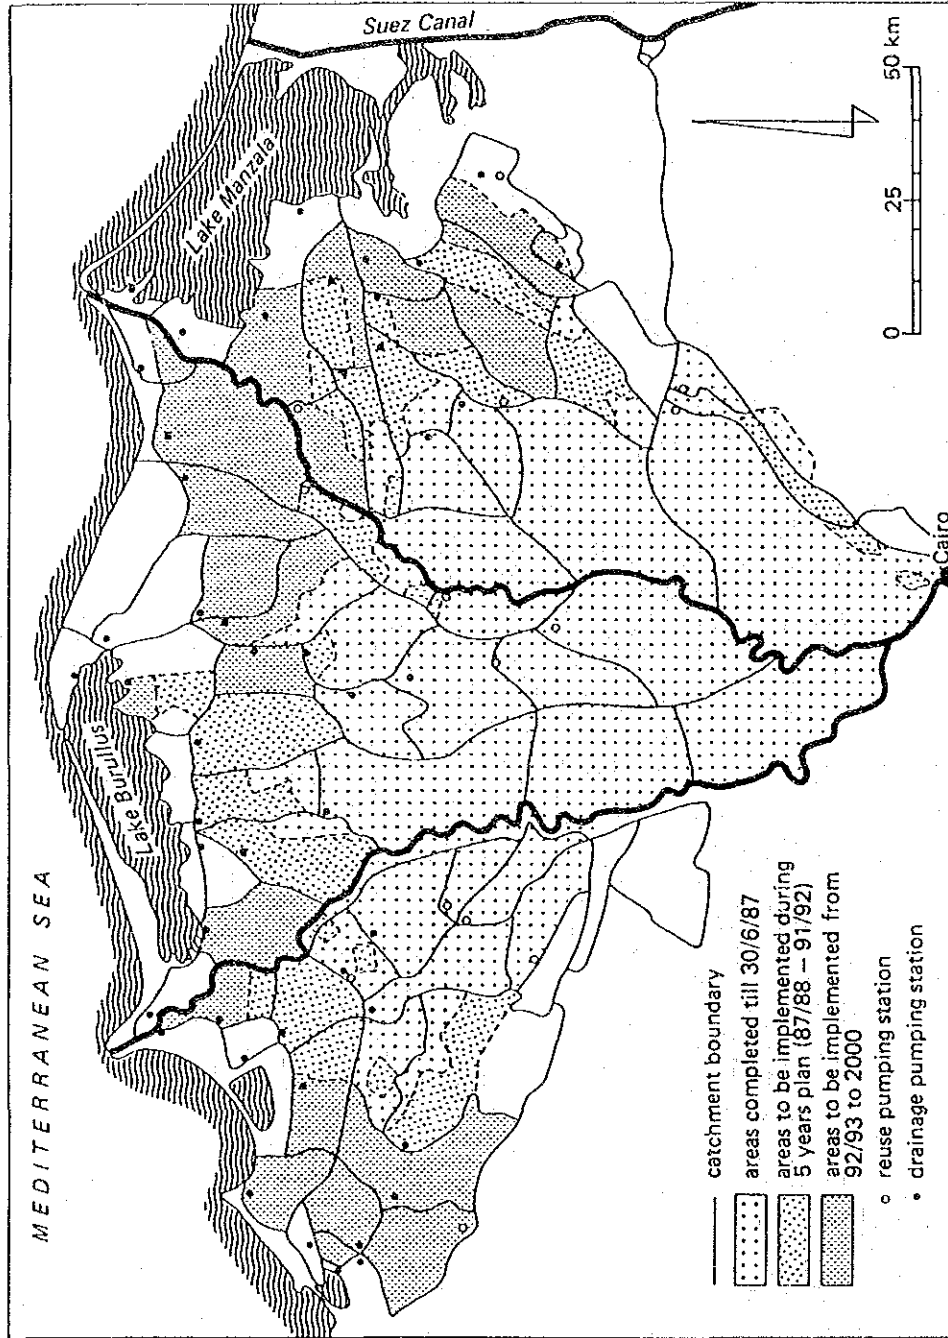 MEDITERRANEAN SEA
Suez Canal
Lake Manzala
Lake Burullus
Cairo
catchment boundary
areas completed till 30/6/87
areas to be implemented during
5 years plan (87/88 – 91/92)
areas to be implemented from
92/93 to 2000
reuse pumping station
drainage pumping station
0 25 50 km